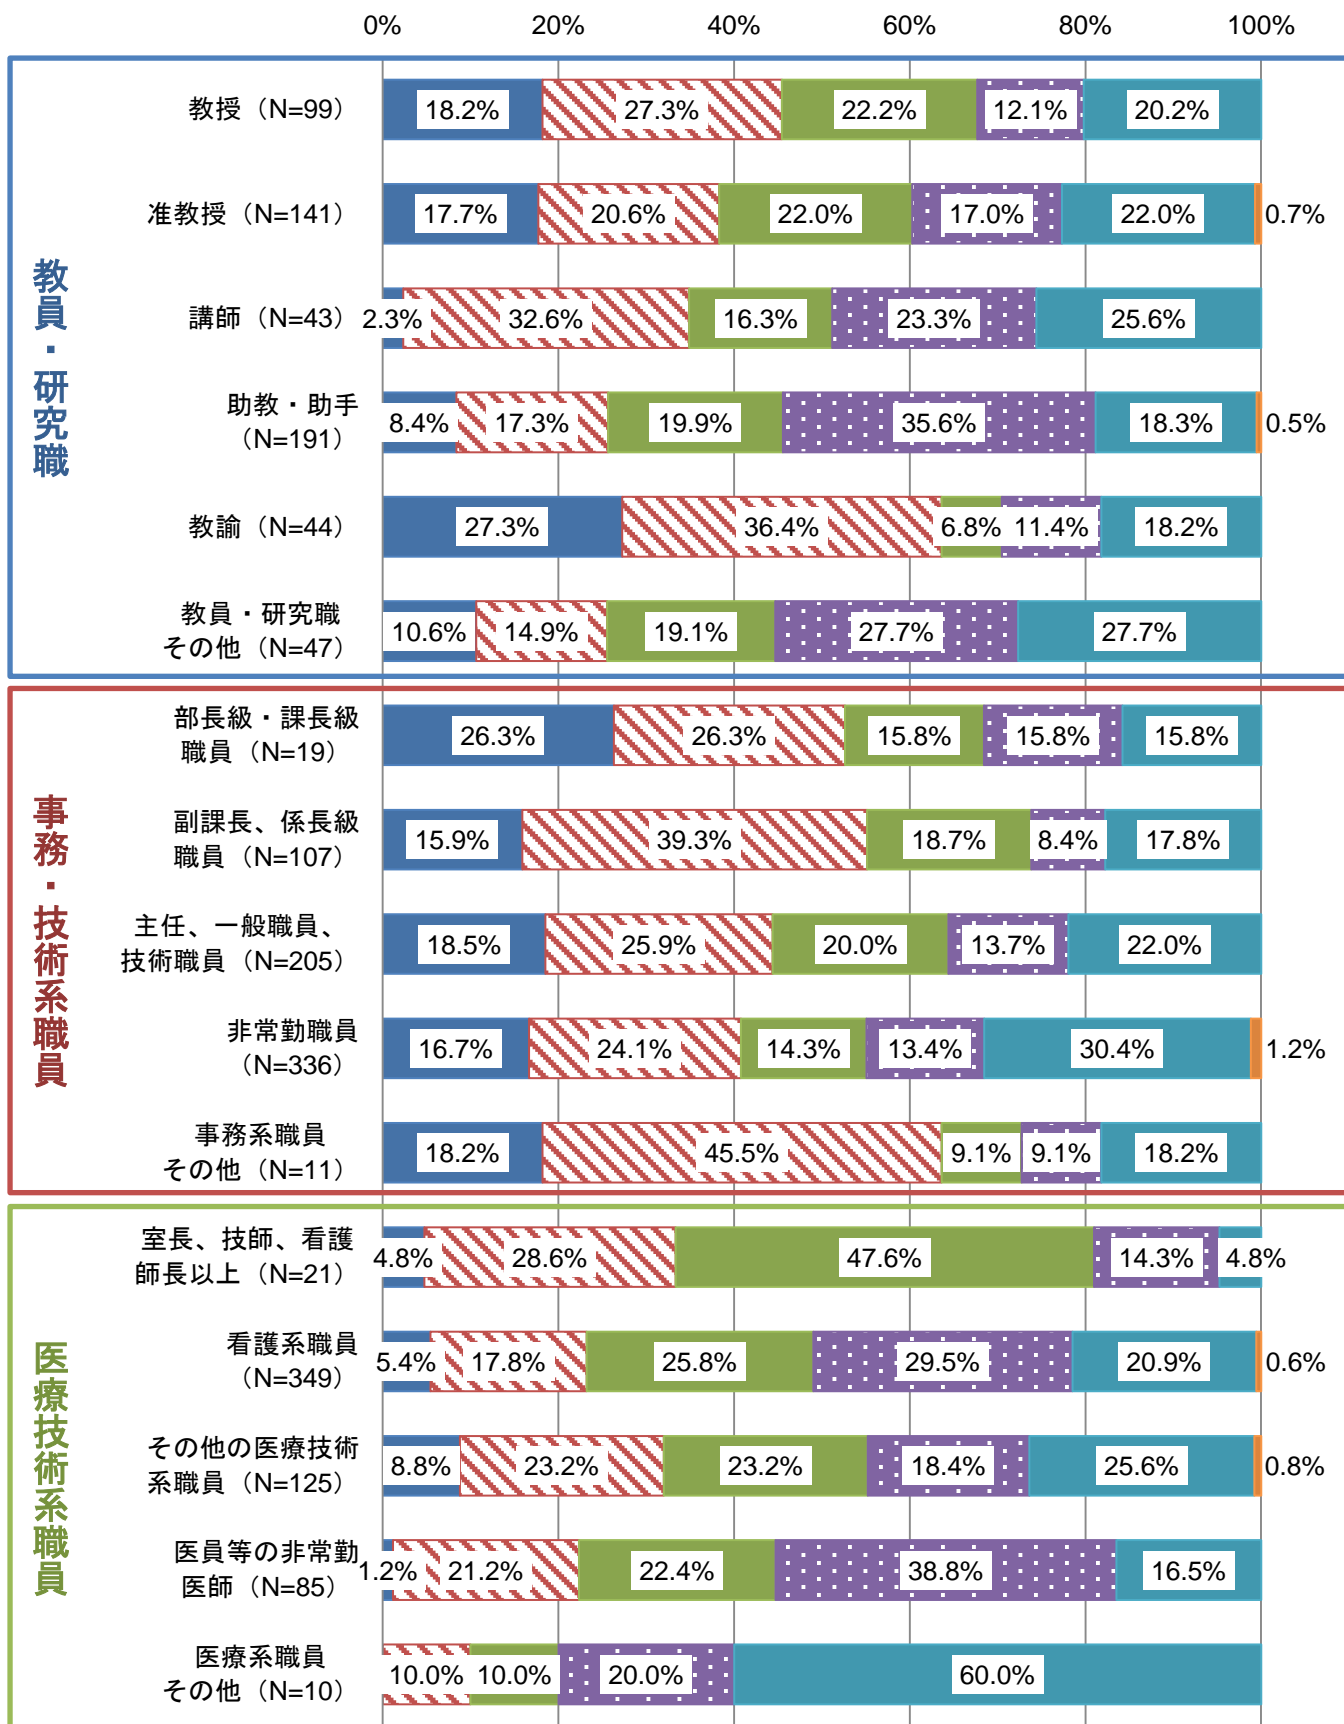 0% 20% 40% 60% 80% 100%
教員・研究職
教授（N=99）
18.2% 27.3% 22.2% 12.1% 20.2%
准教授（N=141）
17.7% 20.6% 22.0% 17.0% 22.0% 0.7%
講師（N=43）
2.3% 32.6% 16.3% 23.3% 25.6%
助教・助手
（N=191）
8.4% 17.3% 19.9% 35.6% 18.3% 0.5%
教諭（N=44）
27.3% 36.4% 6.8% 11.4% 18.2%
教員・研究職
その他（N=47）
10.6% 14.9% 19.1% 27.7% 27.7%
事務・技術系職員
部長級・課長級
職員（N=19）
26.3% 26.3% 15.8% 15.8% 15.8%
副課長、係長級
職員（N=107）
15.9% 39.3% 18.7% 8.4% 17.8%
主任、一般職員、
技術職員（N=205）
18.5% 25.9% 20.0% 13.7% 22.0%
非常勤職員
（N=336）
16.7% 24.1% 14.3% 13.4% 30.4% 1.2%
事務系職員
その他（N=11）
18.2% 45.5% 9.1% 9.1% 18.2%
医療技術系職員
室長、技師、看護
師長以上（N=21）
4.8% 28.6% 47.6% 14.3% 4.8%
看護系職員
（N=349）
5.4% 17.8% 25.8% 29.5% 20.9% 0.6%
その他の医療技術
系職員（N=125）
8.8% 23.2% 23.2% 18.4% 25.6% 0.8%
医員等の非常勤
医師（N=85）
1.2% 21.2% 22.4% 38.8% 16.5%
医療系職員
その他（N=10）
10.0% 10.0% 20.0% 60.0%